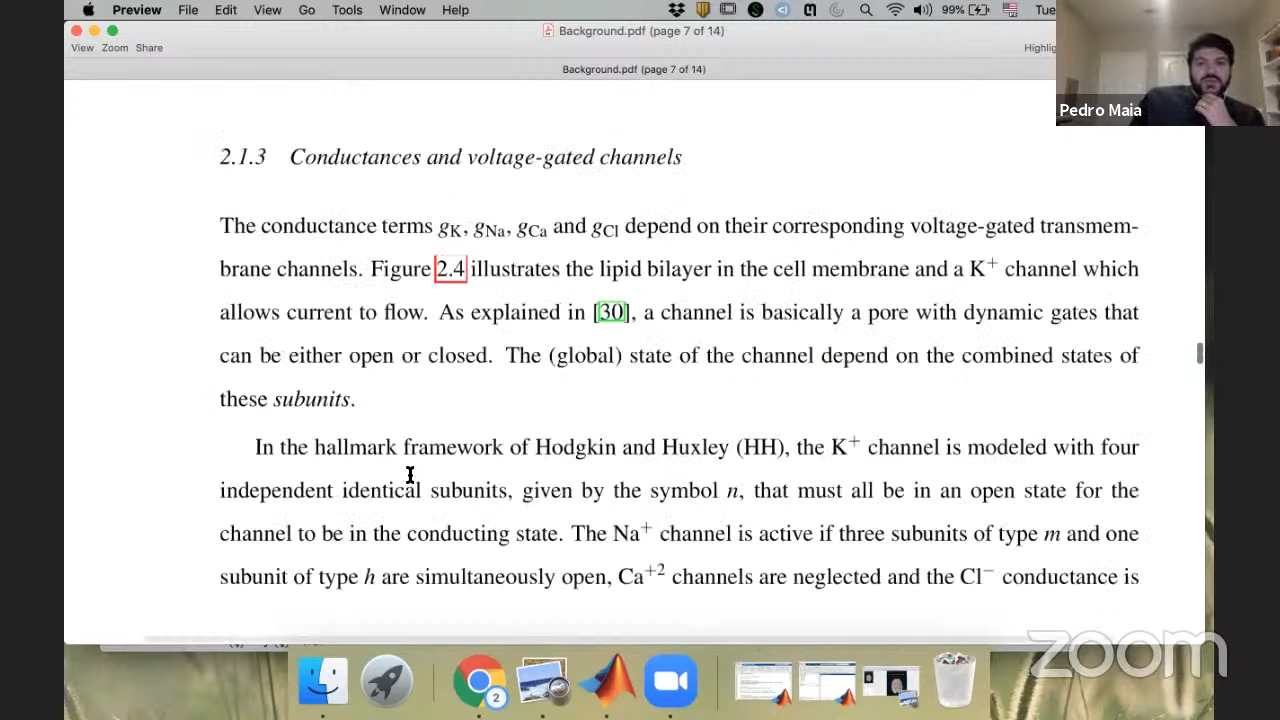 Preview File Edit View Go Tools Window Help 99% Tue
Background.pdf (page 7 of 14)
View Zoom Share Highlig
Background.pdf (page 7 of 14)
Pedro Maia
2.1.3 Conductances and voltage-gated channels
The conductance terms gK, gNa, gCa and gCl depend on their corresponding voltage-gated transmem-
brane channels. Figure 2.4 illustrates the lipid bilayer in the cell membrane and a K+ channel which
allows current to flow. As explained in [30], a channel is basically a pore with dynamic gates that
can be either open or closed. The (global) state of the channel depend on the combined states of
these subunits.
In the hallmark framework of Hodgkin and Huxley (HH), the K+ channel is modeled with four
independent identical subunits, given by the symbol n, that must all be in an open state for the
channel to be in the conducting state. The Na+ channel is active if three subunits of type m and one
subunit of type h are simultaneously open, Ca+2 channels are neglected and the Cl− conductance is
zoom
2